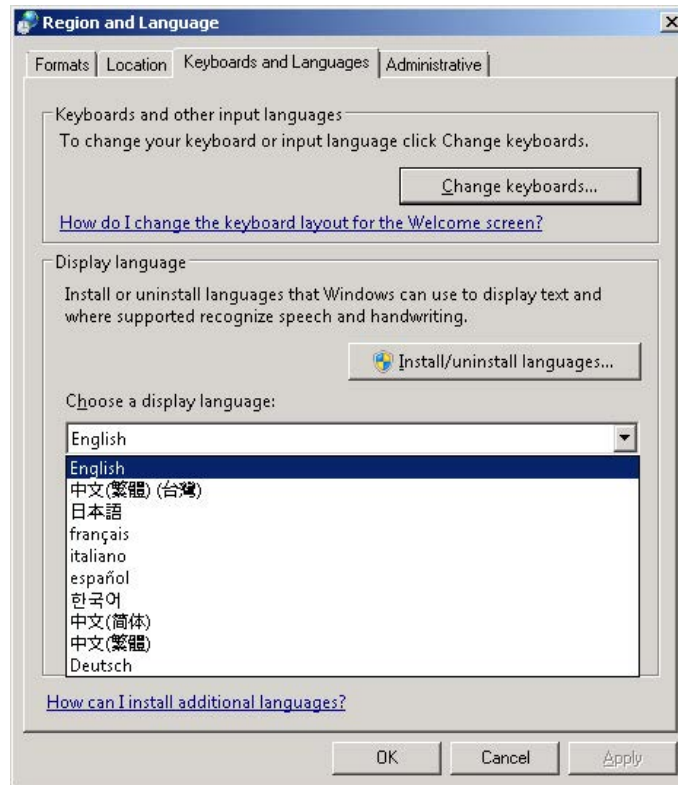 Region and Language
Formats Location Keyboards and Languages Administrative
Keyboards and other input languages
To change your keyboard or input language click Change keyboards.
Change keyboards...
How do I change the keyboard layout for the Welcome screen?
Display language
Install or uninstall languages that Windows can use to display text and
where supported recognize speech and handwriting.
Install/uninstall languages...
Choose a display language:
English
English
中文(繁體) (台灣)
日本語
français
italiano
español
한국어
中文(简体)
中文(繁體)
Deutsch
How can I install additional languages?
OK Cancel Apply